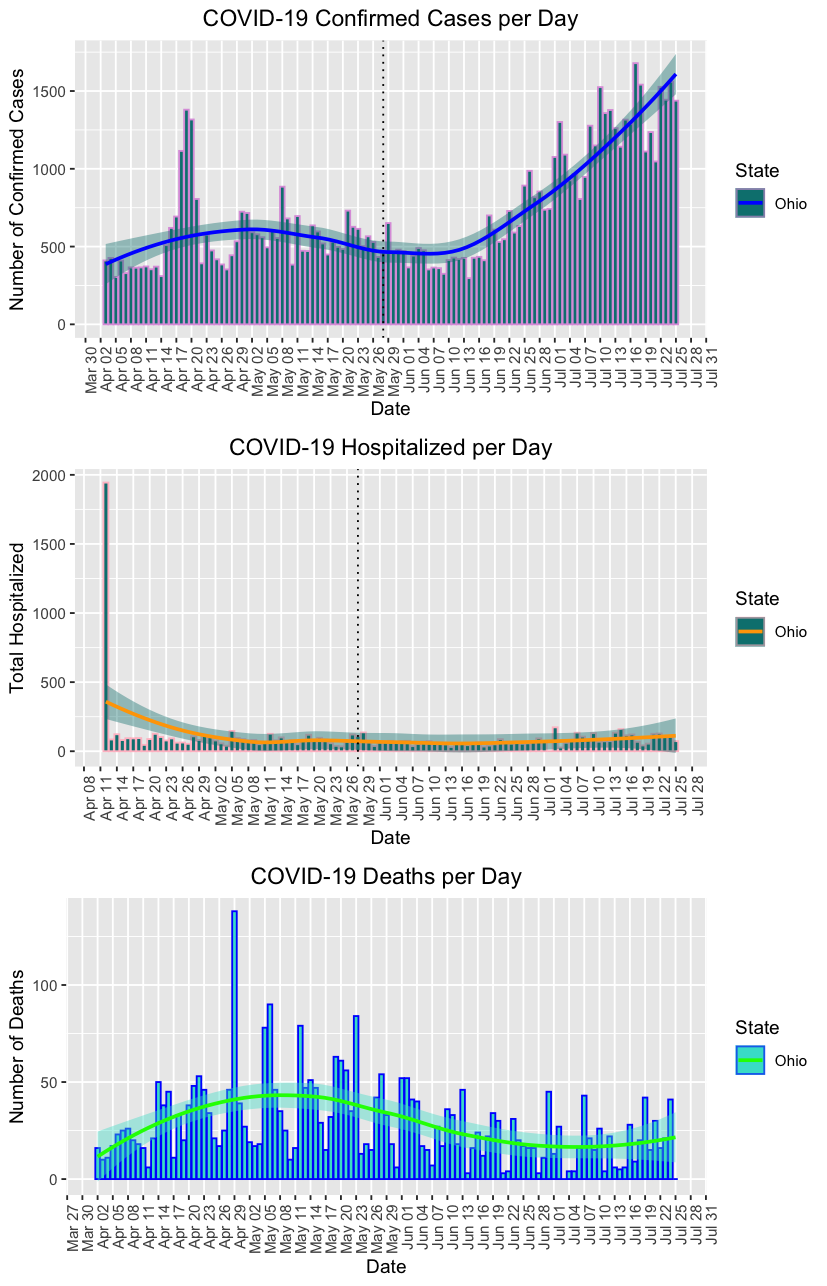 COVID-19 Confirmed Cases per Day
Number of Confirmed Cases
1500
1000
500
0
Mar 30
Apr 02
Apr 05
Apr 08
Apr 11
Apr 14
Apr 17
Apr 20
Apr 23
Apr 26
Apr 29
May 02
May 05
May 08
May 11
May 14
May 17
May 20
May 23
May 26
May 29
Jun 01
Jun 04
Jun 07
Jun 10
Jun 13
Jun 16
Jun 19
Jun 22
Jun 25
Jun 28
Jul 01
Jul 04
Jul 07
Jul 10
Jul 13
Jul 16
Jul 19
Jul 22
Jul 25
Jul 28
Jul 31
Date
State
Ohio
COVID-19 Hospitalized per Day
Total Hospitalized
2000
1500
1000
500
0
Apr 08
Apr 11
Apr 14
Apr 17
Apr 20
Apr 23
Apr 26
Apr 29
May 02
May 05
May 08
May 11
May 14
May 17
May 20
May 23
May 26
May 29
Jun 01
Jun 04
Jun 07
Jun 10
Jun 13
Jun 16
Jun 19
Jun 22
Jun 25
Jun 28
Jul 01
Jul 04
Jul 07
Jul 10
Jul 13
Jul 16
Jul 19
Jul 22
Jul 25
Jul 28
Date
State
Ohio
COVID-19 Deaths per Day
Number of Deaths
100
50
0
Mar 27
Mar 30
Apr 02
Apr 05
Apr 08
Apr 11
Apr 14
Apr 17
Apr 20
Apr 23
Apr 26
Apr 29
May 02
May 05
May 08
May 11
May 14
May 17
May 20
May 23
May 26
May 29
Jun 01
Jun 04
Jun 07
Jun 10
Jun 13
Jun 16
Jun 19
Jun 22
Jun 25
Jun 28
Jul 01
Jul 04
Jul 07
Jul 10
Jul 13
Jul 16
Jul 19
Jul 22
Jul 25
Jul 28
Jul 31
Date
State
Ohio